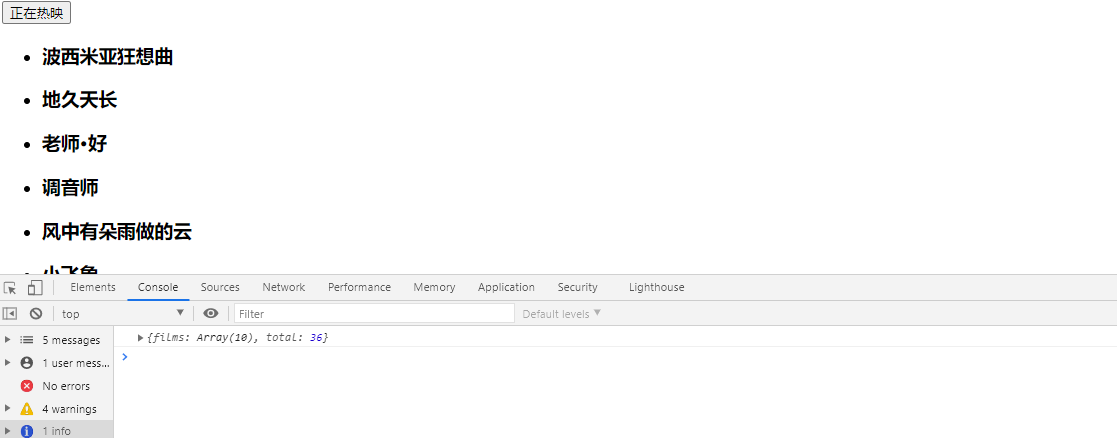 正在热映
波西米亚狂想曲
地久天长
老师•好
调音师
风中有朵雨做的云
小飞象
Elements Console Sources Network Performance Memory Application Security Lighthouse
top Filter Default levels
5 messages
{films: Array(10), total: 36}
1 user mess...
No errors
4 warnings
1 info